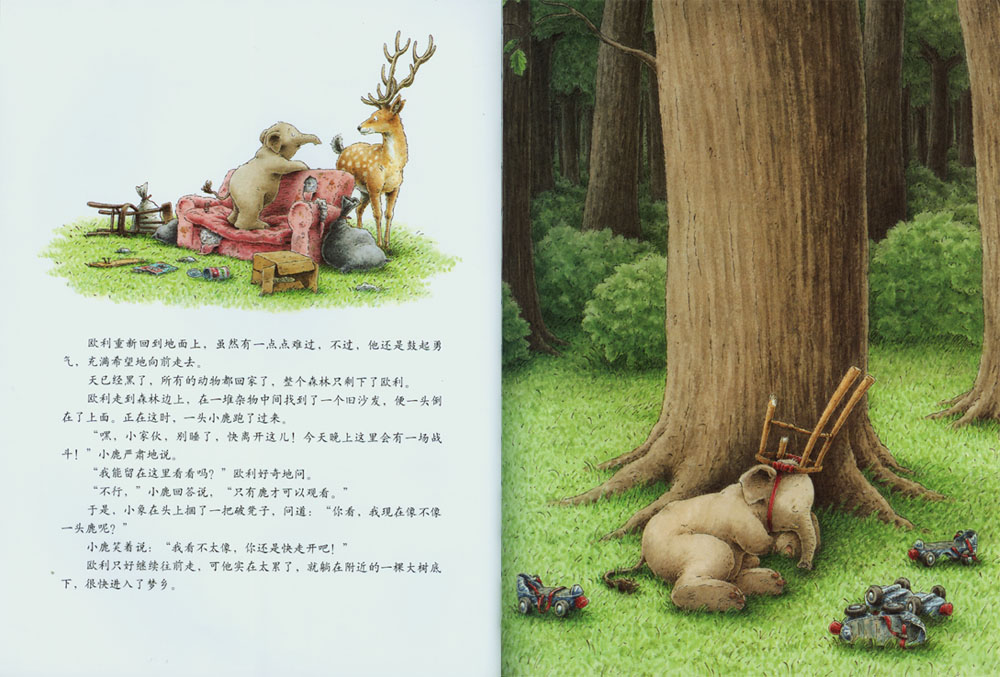 欧利重新回到地面上，虽然有一点点难过，不过，他还是鼓起勇
气，充满希望地向前走去。
天已经黑了，所有的动物都回家了，整个森林只剩下了欧利。
欧利走到森林边上，在一堆杂物中间找到了一个旧沙发，便一头倒
在了上面。正在这时，一头小鹿跑了过来。
“嘿，小家伙，别睡了，快离开这儿！今天晚上这里会有一场战
斗！”小鹿严肃地说。
“我能留在这里看看吗？”欧利好奇地问。
“不行，”小鹿回答说，“只有鹿才可以观看。”
于是，小象在头上捆了一把破凳子，问道：“你看，我现在像不像
一头鹿呢？”
小鹿笑着说：“我看不太像，你还是快走开吧！”
欧利只好继续往前走，可他实在太累了，就躺在附近的一棵大树底
下，很快进入了梦乡。